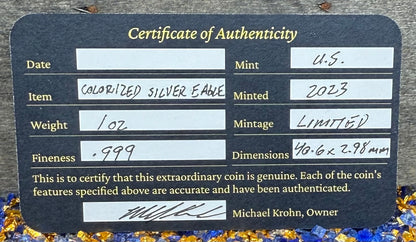 Certificate of Authenticity
Date Mint U.S.
Item COLORIZED SILVER EAGLE Minted 2023
Weight 1 OZ Mintage LIMITED
Fineness .999 Dimensions 40.6 x 2.98 mm
This is to certify that this extraordinary coin is genuine. Each of the coin's
features specified above are accurate and have been authenticated.
Michael Krohn, Owner